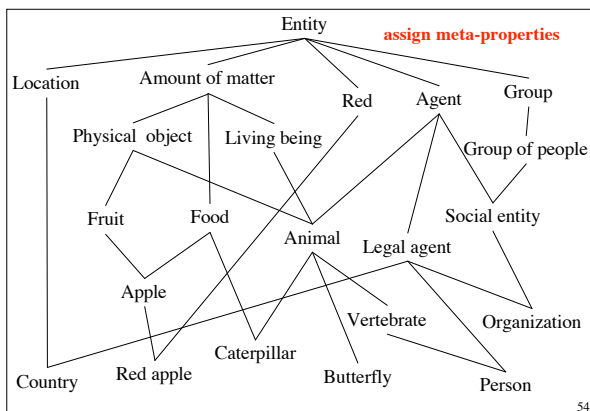 Entity
assign meta-properties
Location
Amount of matter
Red
Agent
Group
Physical object
Living being
Group of people
Fruit
Food
Animal
Legal agent
Social entity
Apple
Vertebrate
Organization
Country
Red apple
Caterpillar
Butterfly
Person
54